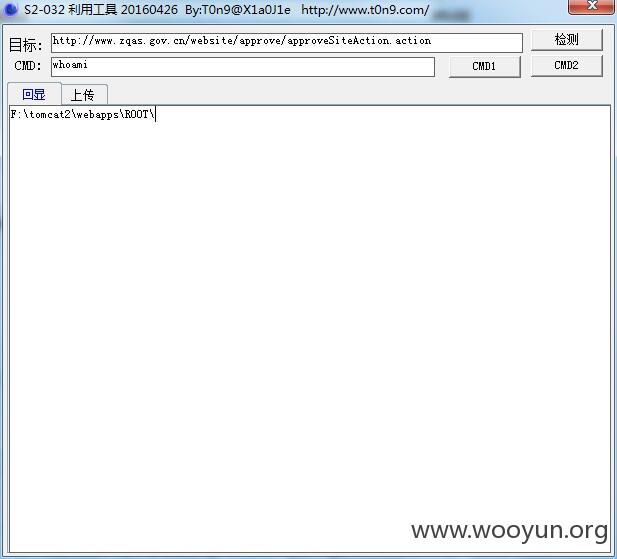 S2-032 利用工具 20160426 By:T0n9@X1a0J1e http://www.t0n9.com/
目标: http://www.zqas.gov.cn/website/approve/approveSiteAction.action 检测
CMD: whoami CMD1 CMD2
回显 上传
F:\tomcat2\webapps\ROOT\
www.wooyun.org